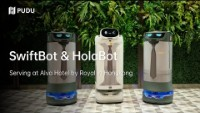 PUDU
SwiftBot & HoloBot
Serving at Alva Hotel by Royal, Hong Kong